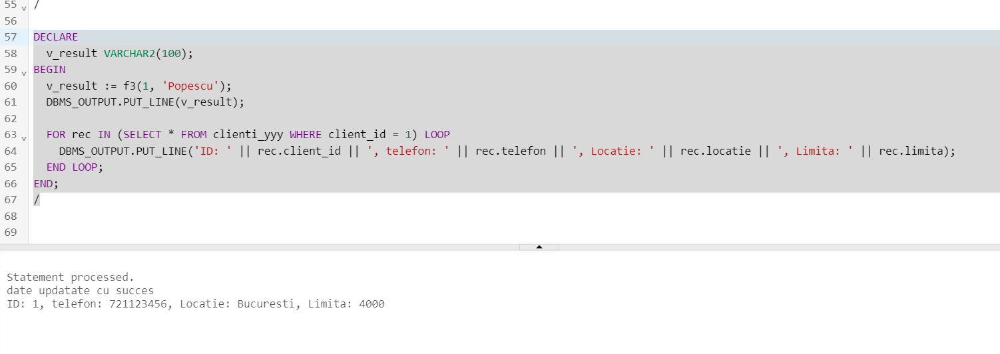 55 /
56
57 DECLARE
58 v_result VARCHAR2(100);
59 BEGIN
60 v_result := f3(1, 'Popescu');
61 DBMS_OUTPUT.PUT_LINE(v_result);
62
63 FOR rec IN (SELECT * FROM clienti_yyy WHERE client_id = 1) LOOP
64 DBMS_OUTPUT.PUT_LINE('ID: ' || rec.client_id || ', telefon: ' || rec.telefon || ', Locatie: ' || rec.locatie || ', Limita: ' || rec.limita);
65 END LOOP;
66 END;
67 /
68
69
Statement processed.
date updatate cu succes
ID: 1, telefon: 721123456, Locatie: Bucuresti, Limita: 4000